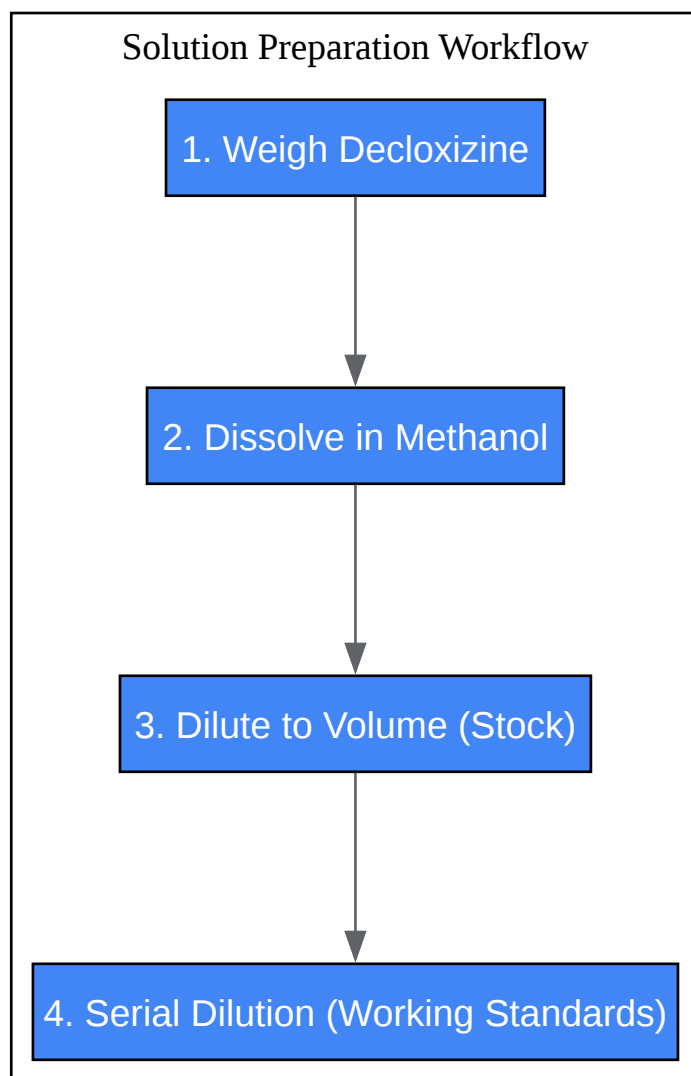 Solution Preparation Workflow
1. Weigh Decloxizine
2. Dissolve in Methanol
3. Dilute to Volume (Stock)
4. Serial Dilution (Working Standards)